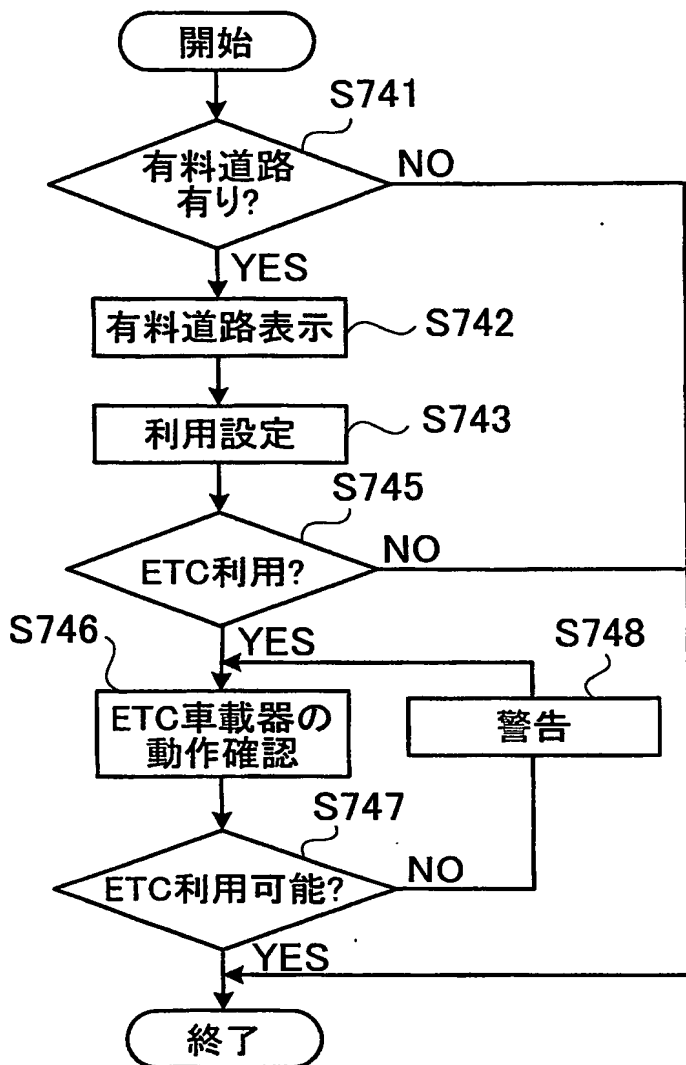 開始
S741
有料道路
有り?
NO
YES
有料道路表示
S742
利用設定
S743
S745
ETC利用?
NO
S746
YES
S748
ETC車載器の
動作確認
警告
S747
ETC利用可能?
NO
YES
終了